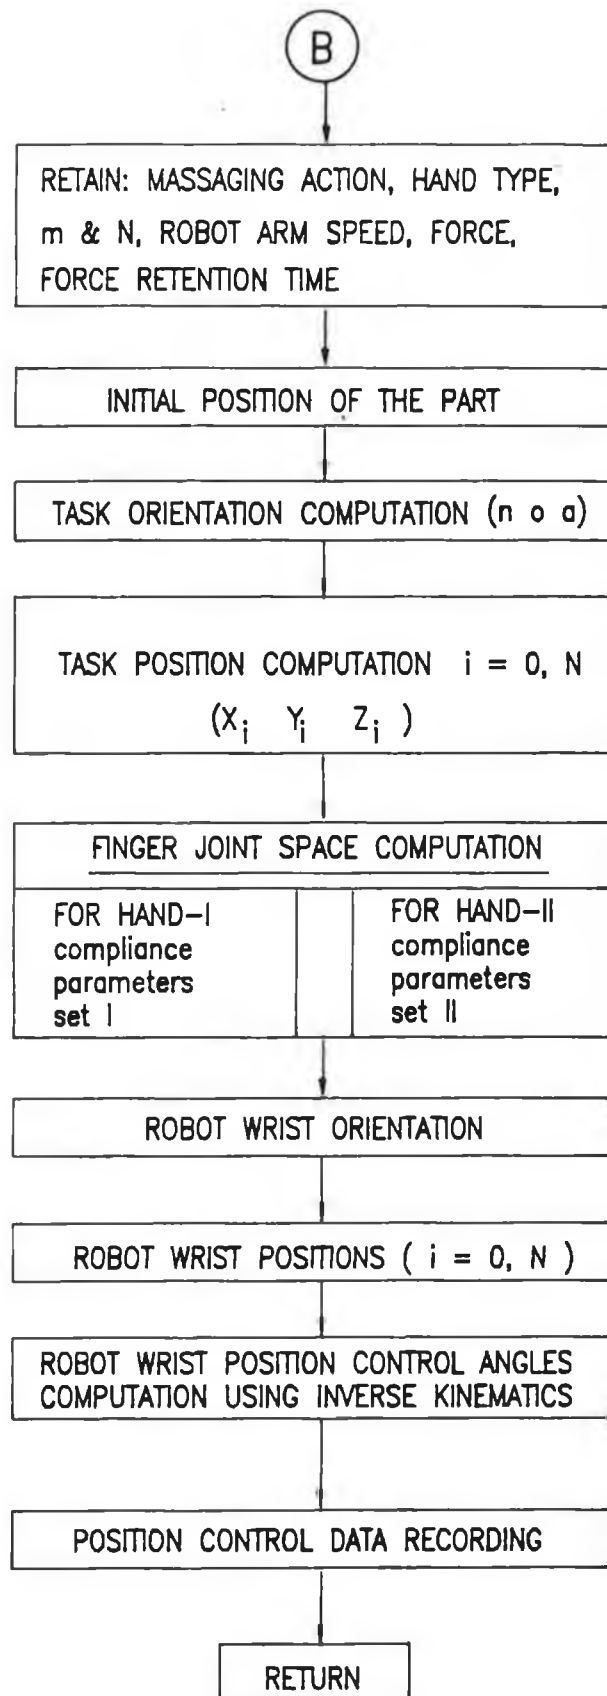 B
RETAIN: MASSAGING ACTION, HAND TYPE,
m & N, ROBOT ARM SPEED, FORCE,
FORCE RETENTION TIME
INITIAL POSITION OF THE PART
TASK ORIENTATION COMPUTATION (n o a)
TASK POSITION COMPUTATION i = 0, N
(Xi Yi Zi )
FINGER JOINT SPACE COMPUTATION
FOR HAND-I
compliance
parameters
set I
FOR HAND-II
compliance
parameters
set II
ROBOT WRIST ORIENTATION
ROBOT WRIST POSITIONS ( i = 0, N )
ROBOT WRIST POSITION CONTROL ANGLES
COMPUTATION USING INVERSE KINEMATICS
POSITION CONTROL DATA RECORDING
RETURN